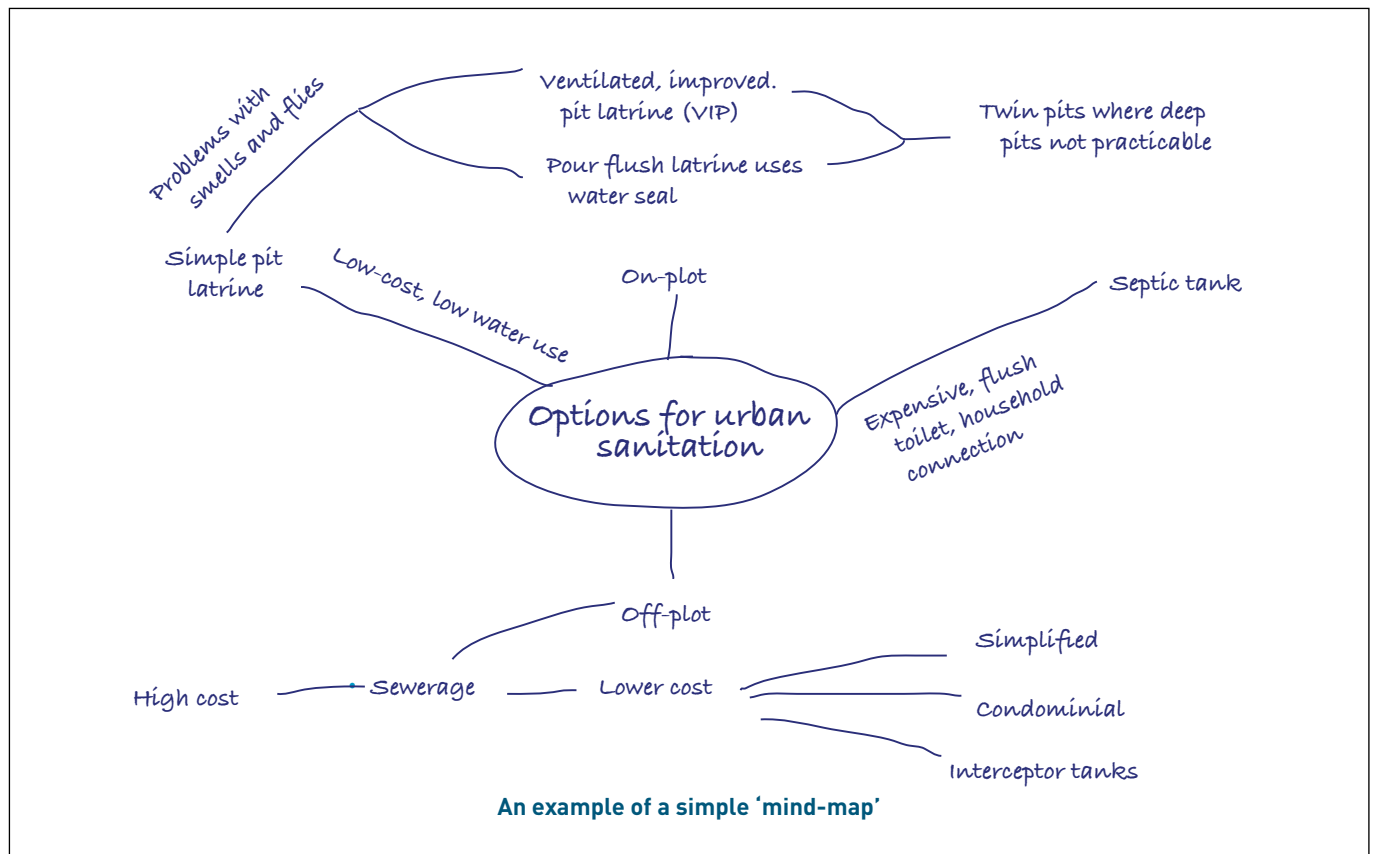 Problems with
smells and flies
Ventilated, improved.
pit latrine (VIP)
Pour flush latrine uses
water seal
Twin pits where deep
pits not practicable
Simple pit
latrine
Low-cost, low water use
On-plot
Septic tank
Expensive, flush
toilet, household
connection
Options for urban
sanitation
Off-plot
High cost
Sewerage
Lower cost
Simplified
Condominial
Interceptor tanks
An example of a simple ‘mind-map’